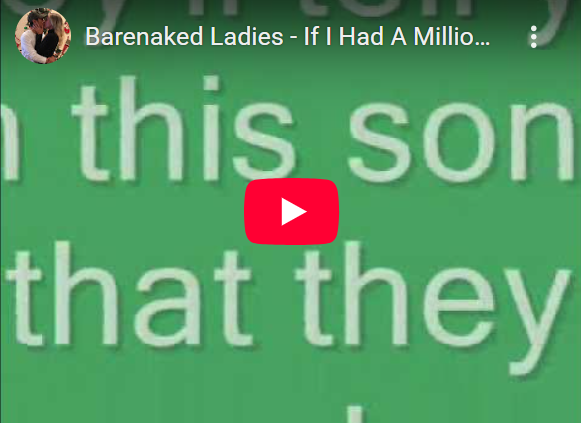 Barenaked Ladies - If I Had A Millio...
this son
that they